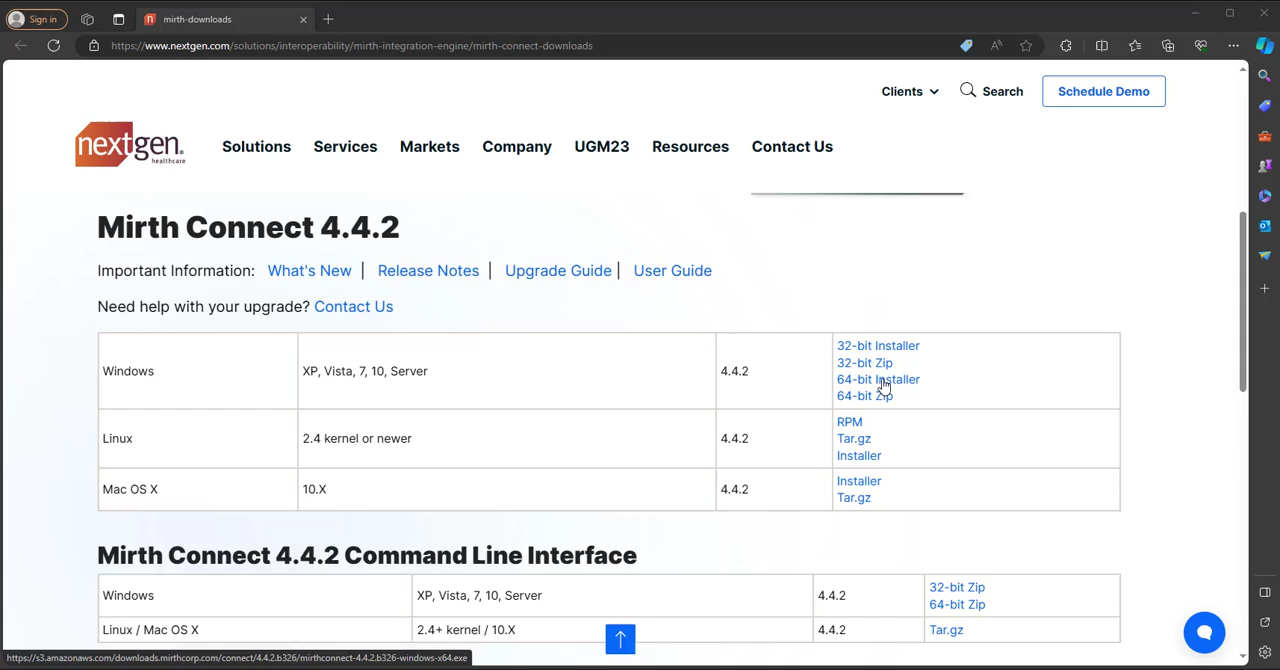 Sign in
mirth-downloads
https://www.nextgen.com/solutions/interoperability/mirth-integration-engine/mirth-connect-downloads
Clients
Search
Schedule Demo
nextgen.
healthcare
Solutions
Services
Markets
Company
UGM23
Resources
Contact Us
Mirth Connect 4.4.2
Important Information: What's New | Release Notes | Upgrade Guide | User Guide
Need help with your upgrade? Contact Us
Windows
XP, Vista, 7, 10, Server
4.4.2
32-bit Installer
32-bit Zip
64-bit Installer
64-bit Zip
Linux
2.4 kernel or newer
4.4.2
RPM
Tar.gz
Installer
Mac OS X
10.X
4.4.2
Installer
Tar.gz
Mirth Connect 4.4.2 Command Line Interface
Windows
XP, Vista, 7, 10, Server
4.4.2
32-bit Zip
64-bit Zip
Linux / Mac OS X
2.4+ kernel / 10.X
4.4.2
Tar.gz
https://s3.amazonaws.com/downloads.mirthcorp.com/connect/4.4.2.b326/mirthconnect-4.4.2.b326-windows-x64.exe